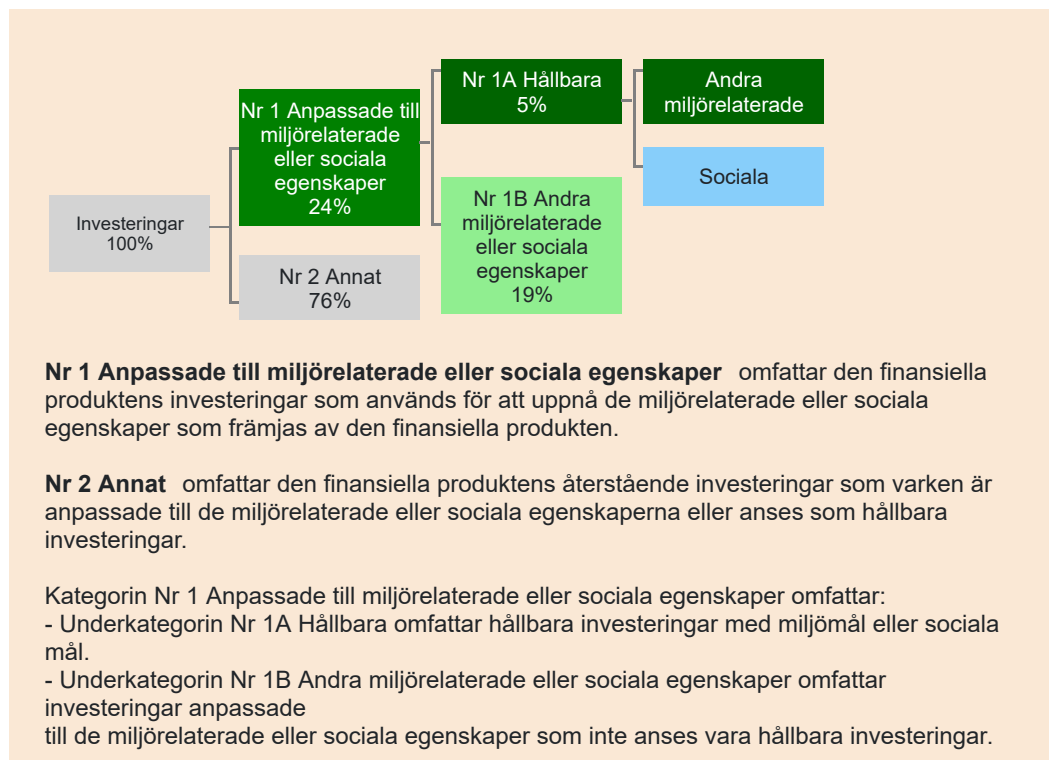 Investeringar
100%
Nr 1 Anpassade till
miljörelaterade
eller sociala
egenskaper
24%
Nr 2 Annat
76%
Nr 1A Hållbara
5%
Nr 1B Andra
miljörelaterade
eller sociala
egenskaper
19%
Andra
miljörelaterade
Sociala
Nr 1 Anpassade till miljörelaterade eller sociala egenskaper omfattar den finansiella
produktens investeringar som används för att uppnå de miljörelaterade eller sociala
egenskaper som främjas av den finansiella produkten.
Nr 2 Annat omfattar den finansiella produktens återstående investeringar som varken är
anpassade till de miljörelaterade eller sociala egenskaperna eller anses som hållbara
investeringar.
Kategorin Nr 1 Anpassade till miljörelaterade eller sociala egenskaper omfattar:
- Underkategorin Nr 1A Hållbara omfattar hållbara investeringar med miljömål eller sociala
mål.
- Underkategorin Nr 1B Andra miljörelaterade eller sociala egenskaper omfattar
investeringar anpassade
till de miljörelaterade eller sociala egenskaper som inte anses vara hållbara investeringar.